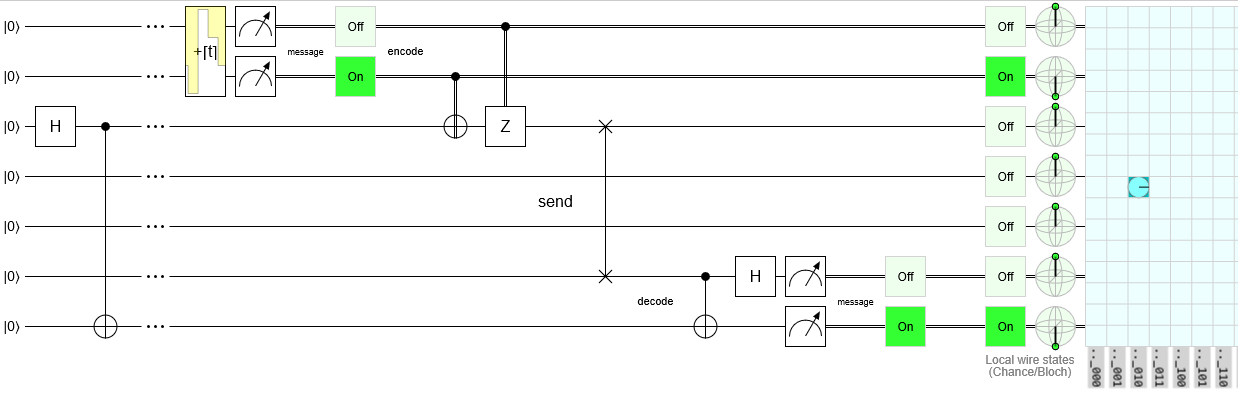 |0⟩ ... Off Off
+⌈t⌉ message encode
|0⟩ ... On On
|0⟩ H ... Z Off
|0⟩ ... Off
send
|0⟩ ... Off
|0⟩ ... H Off Off
decode message
|0⟩ ... On On
Local wire states
(Chance/Bloch)
.._000
.._001
.._010
.._011
.._100
.._101
.._110